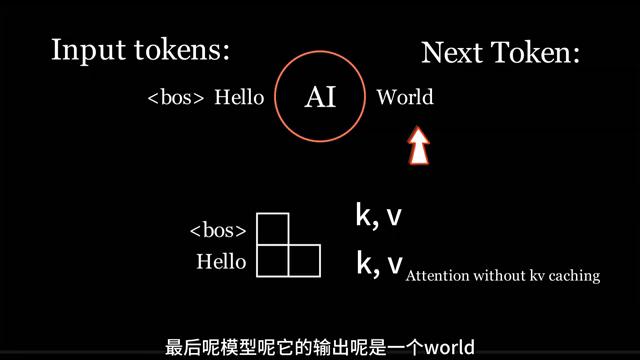 Input tokens:
Next Token:
<bos> Hello
AI
World
<bos>
k, v
Hello
k, v
Attention without kv caching
最后呢模型呢它的输出呢是一个world